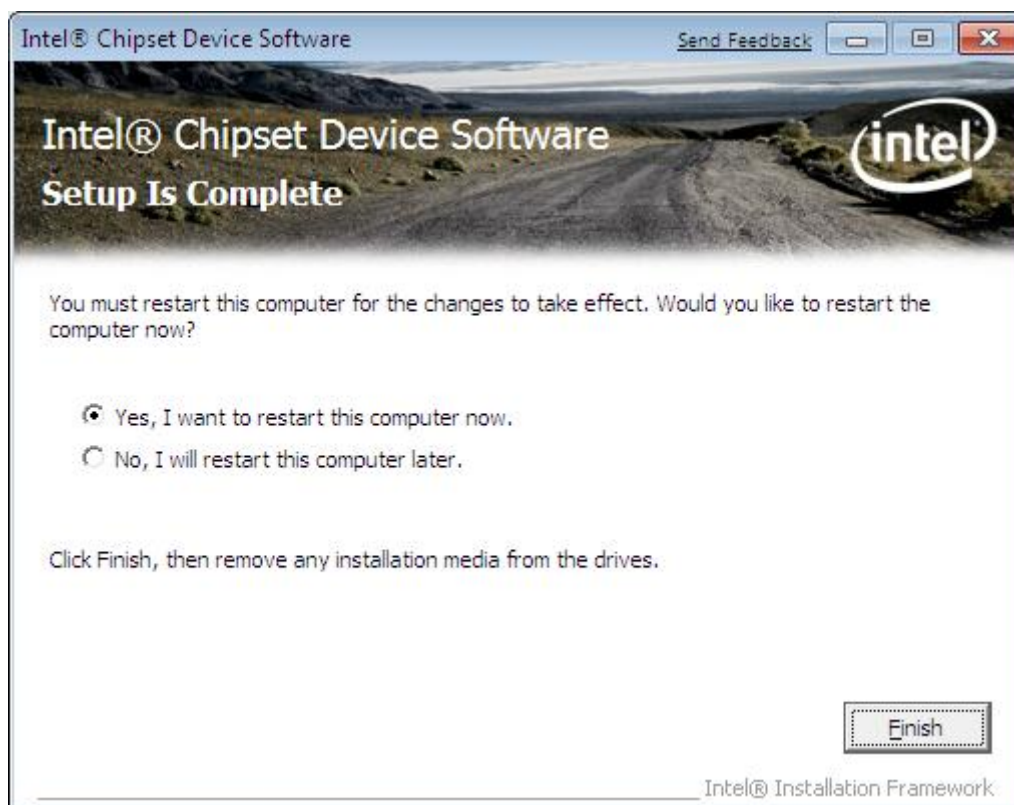 Intel® Chipset Device Software
Send Feedback
Intel® Chipset Device Software
intel
Setup Is Complete
You must restart this computer for the changes to take effect. Would you like to restart the
computer now?
Yes, I want to restart this computer now.
No, I will restart this computer later.
Click Finish, then remove any installation media from the drives.
Finish
Intel® Installation Framework